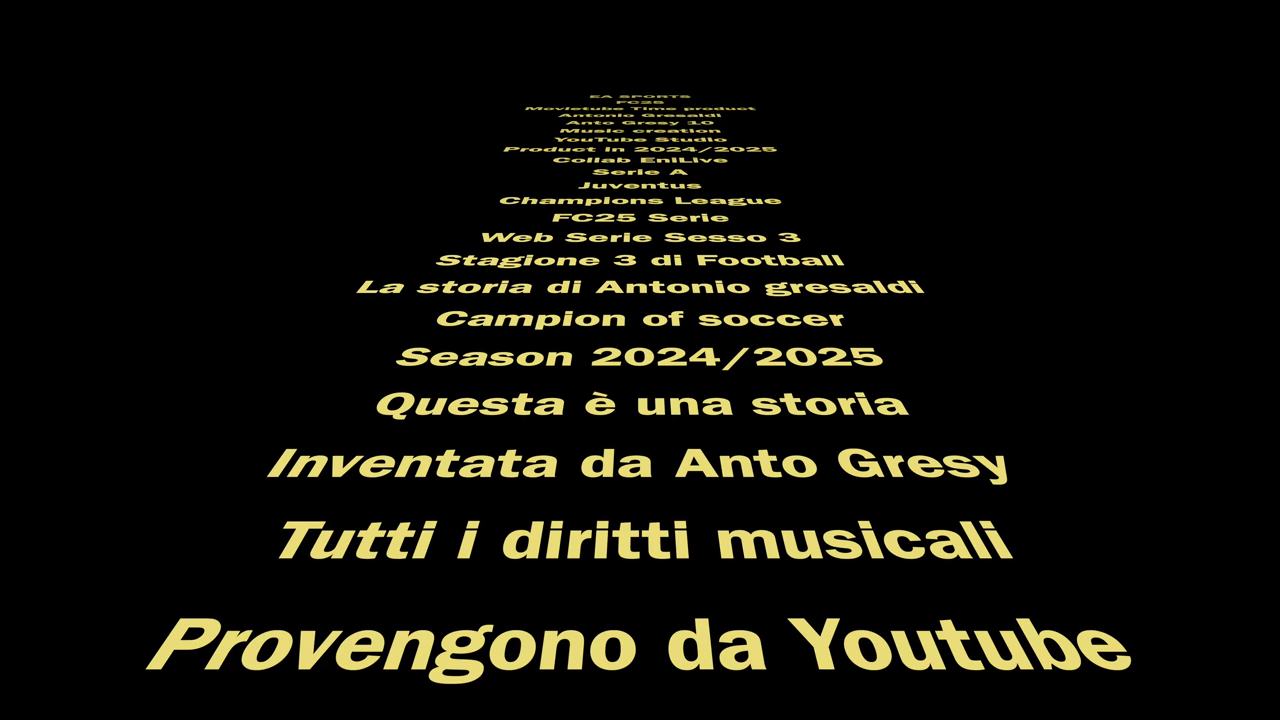 EA SPORTS
FC25
Movietube Time product
Antonio Gresaldi
Anto Gresy 10
Music creation
YouTube Studio
Product in 2024/2025
Collab EniLive
Serie A
Juventus
Champions League
FC25 Serie
Web Serie Sesso 3
Stagione 3 di Football
La storia di Antonio gresaldi
Campion of soccer
Season 2024/2025
Questa è una storia
Inventata da Anto Gresy
Tutti i diritti musicali
Provengono da Youtube